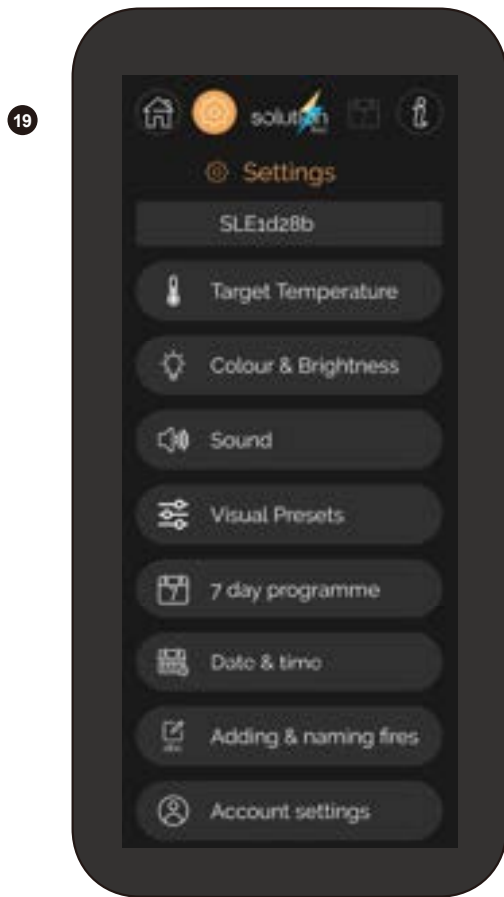 19
solution
Settings
SLE1d28b
Target Temperature
Colour & Brightness
Sound
Visual Presets
7
7 day programme
Date & time
Adding & naming fires
Account settings